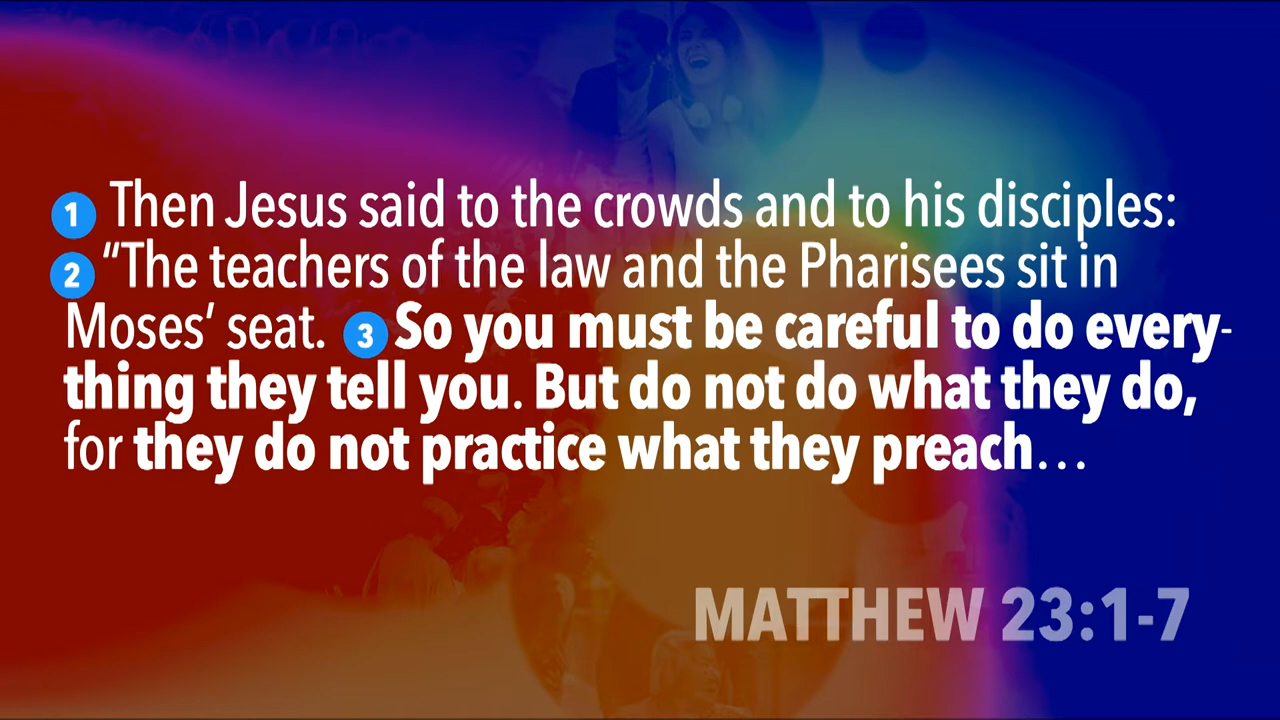 1 Then Jesus said to the crowds and to his disciples:
2 “The teachers of the law and the Pharisees sit in
Moses’ seat. 3 So you must be careful to do every-
thing they tell you. But do not do what they do,
for they do not practice what they preach...
MATTHEW 23:1-7